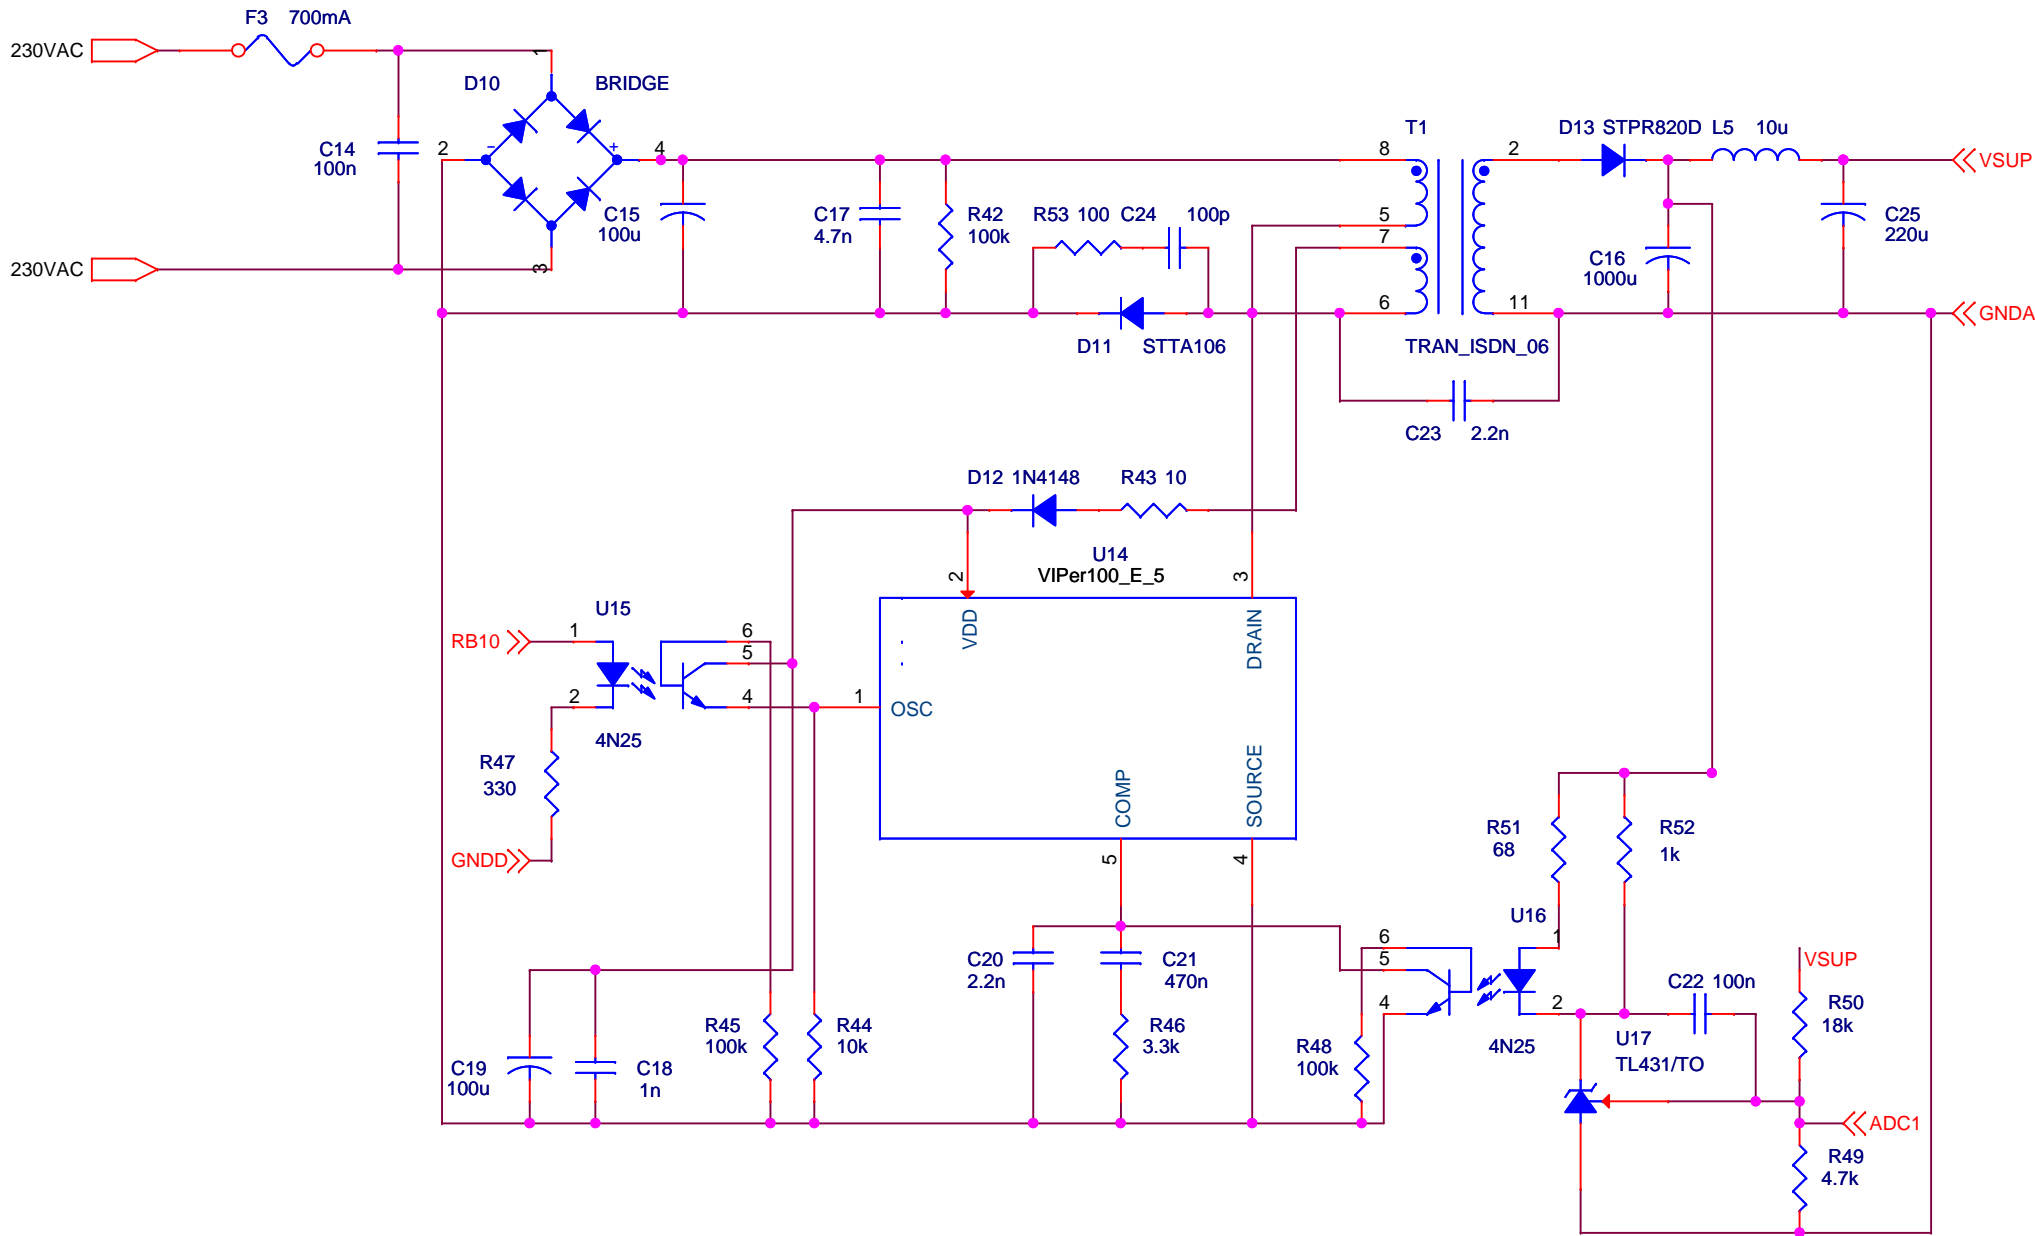 F3 700mA
230VAC
1
D10 BRIDGE
T1
D13 STPR820D L5 10u
C14
100n
2
4
8
2
VSUP
C15
100u
C17
4.7n
R42
100k
R53 100 C24 100p
5
7
C16
1000u
C25
220u
230VAC
3
6
11
GNDA
D11 STTA106
TRAN_ISDN_06
C23 2.2n
D12 1N4148 R43 10
U14
VIPer100_E_5
2
3
U15
VDD
DRAIN
RB10
1
6
5
2
4
1
OSC
4N25
R47
330
COMP
SOURCE
R51
68
R52
1k
GNDD
5
4
U16
6
1
C20
2.2n
C21
470n
5
VSUP
C22 100n
4
2
R50
18k
R45
100k
R44
10k
R46
3.3k
R48
100k
4N25
U17
TL431/TO
C19
100u
C18
1n
ADC1
R49
4.7k